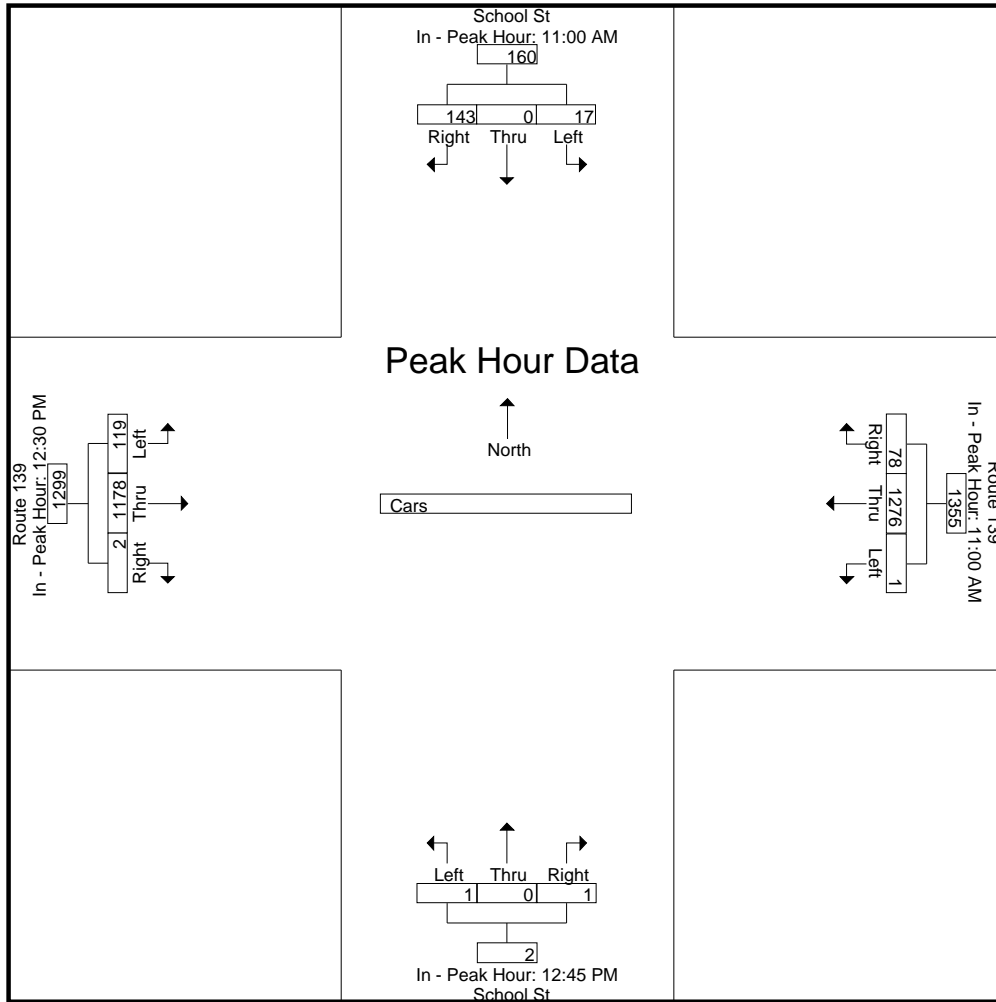 School St
In - Peak Hour: 11:00 AM
160
143 0 17
Right Thru Left
Peak Hour Data
North
Cars
Route 139
In - Peak Hour: 12:30 PM
1299
119 1178 2
Left Thru Right
Right Thru Left
78 1276 1
1355
In - Peak Hour: 11:00 AM
Route 139
Left Thru Right
1 0 1
2
In - Peak Hour: 12:45 PM
School St